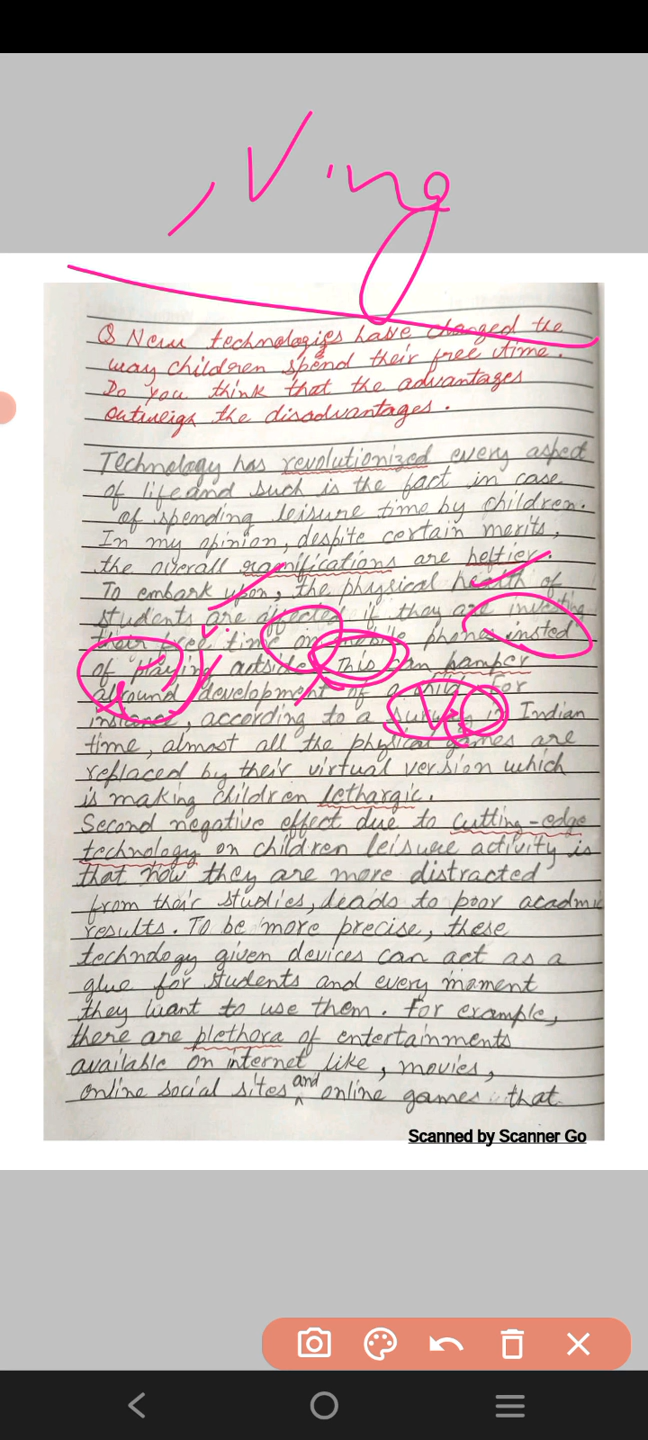 , V ing
Q New technologies have changed the
way children spend their free time.
Do you think that the advantages
outweigh the disadvantages.
Technology has revolutionized every aspect
of life and such is the fact in case
of spending leisure time by children.
In my opinion, despite certain merits,
the overall ramifications are heftier.
To embark upon, the physical health of
students are affected if they are investing
their free time on mobile phones insted
of playing outside. This can hamper
allround development of a child. For
instance, according to a survey in Indian
time, almost all the physical games are
replaced by their virtual version which
is making children lethargic.
Second negative effect due to cutting-edge
technology on children leisure activity is
that now they are more distracted
from their studies, leads to poor acadmic
results. To be more precise, these
technology given devices can act as a
glue for students and every moment
they want to use them. For example,
there are plethora of entertainments
available on internet like, movies,
online social sites and online games that
Scanned by Scanner Go